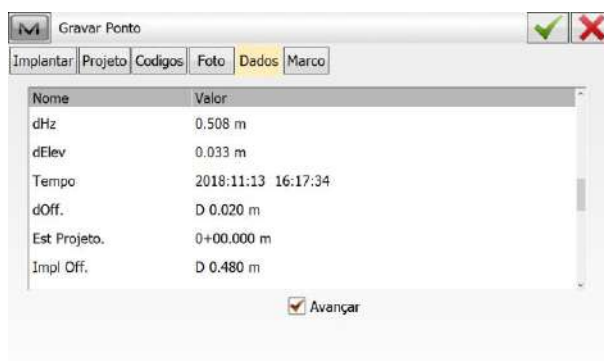 Gravar Ponto
Implantar Projeto Codigos Foto Dados Marco
Nome Valor
dHz 0.508 m
dElev 0.033 m
Tempo 2018:11:13 16:17:34
dOff. D 0.020 m
Est Projeto. 0+00.000 m
Impl Off. D 0.480 m
Avançar